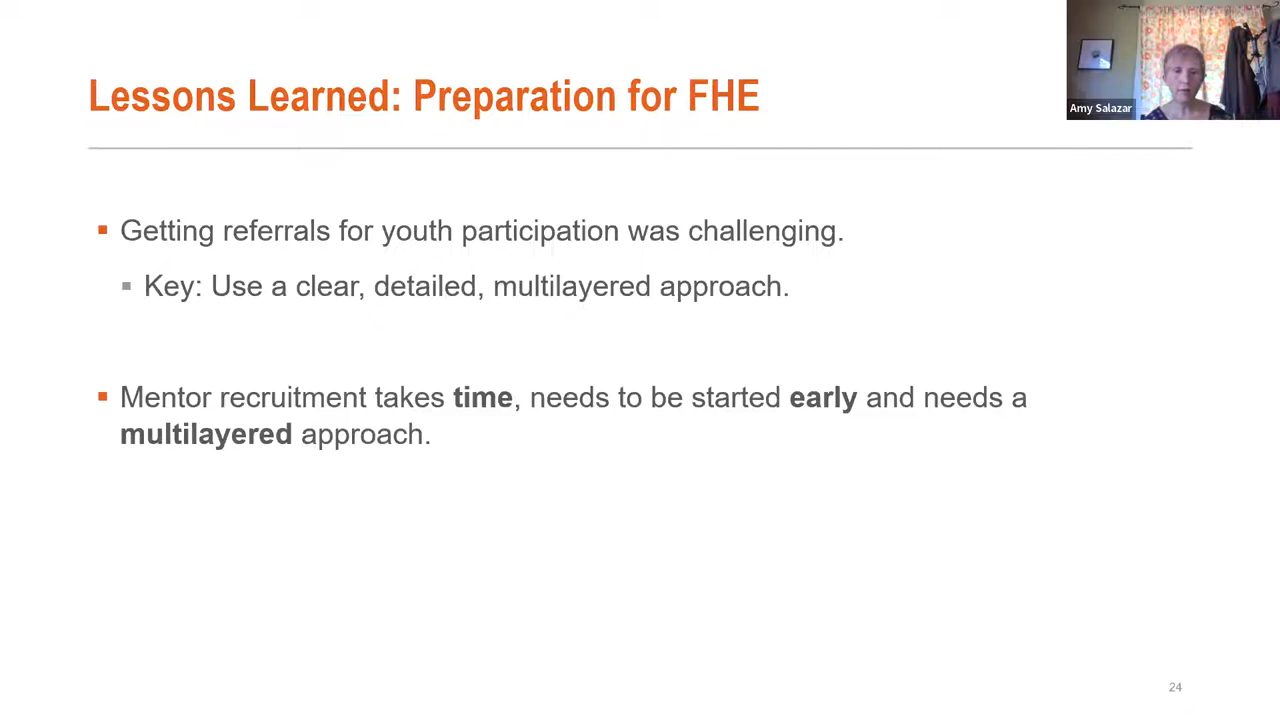 Lessons Learned: Preparation for FHE
Amy Salazar
Getting referrals for youth participation was challenging.
Key: Use a clear, detailed, multilayered approach.
Mentor recruitment takes time, needs to be started early and needs a
multilayered approach.
24